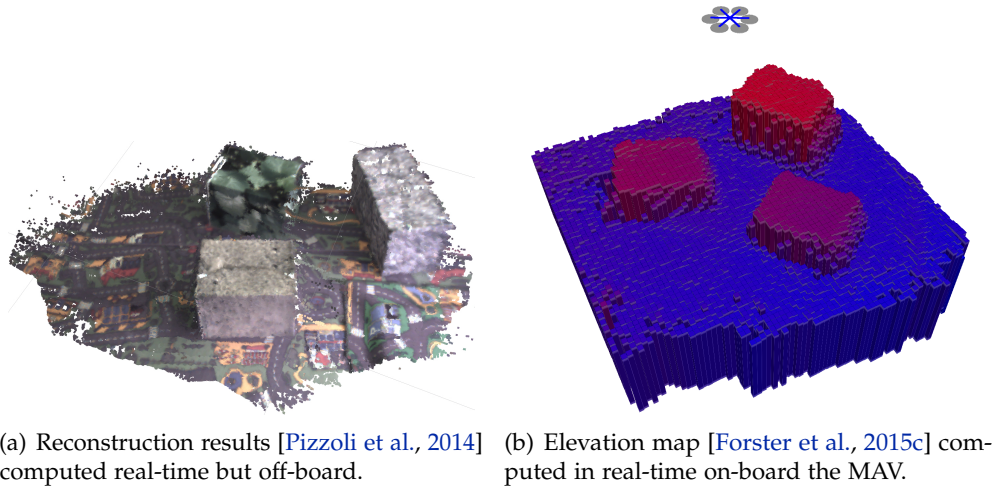 (a) Reconstruction results [Pizzoli et al., 2014]
computed real-time but off-board.
(b) Elevation map [Forster et al., 2015c] com-
puted in real-time on-board the MAV.